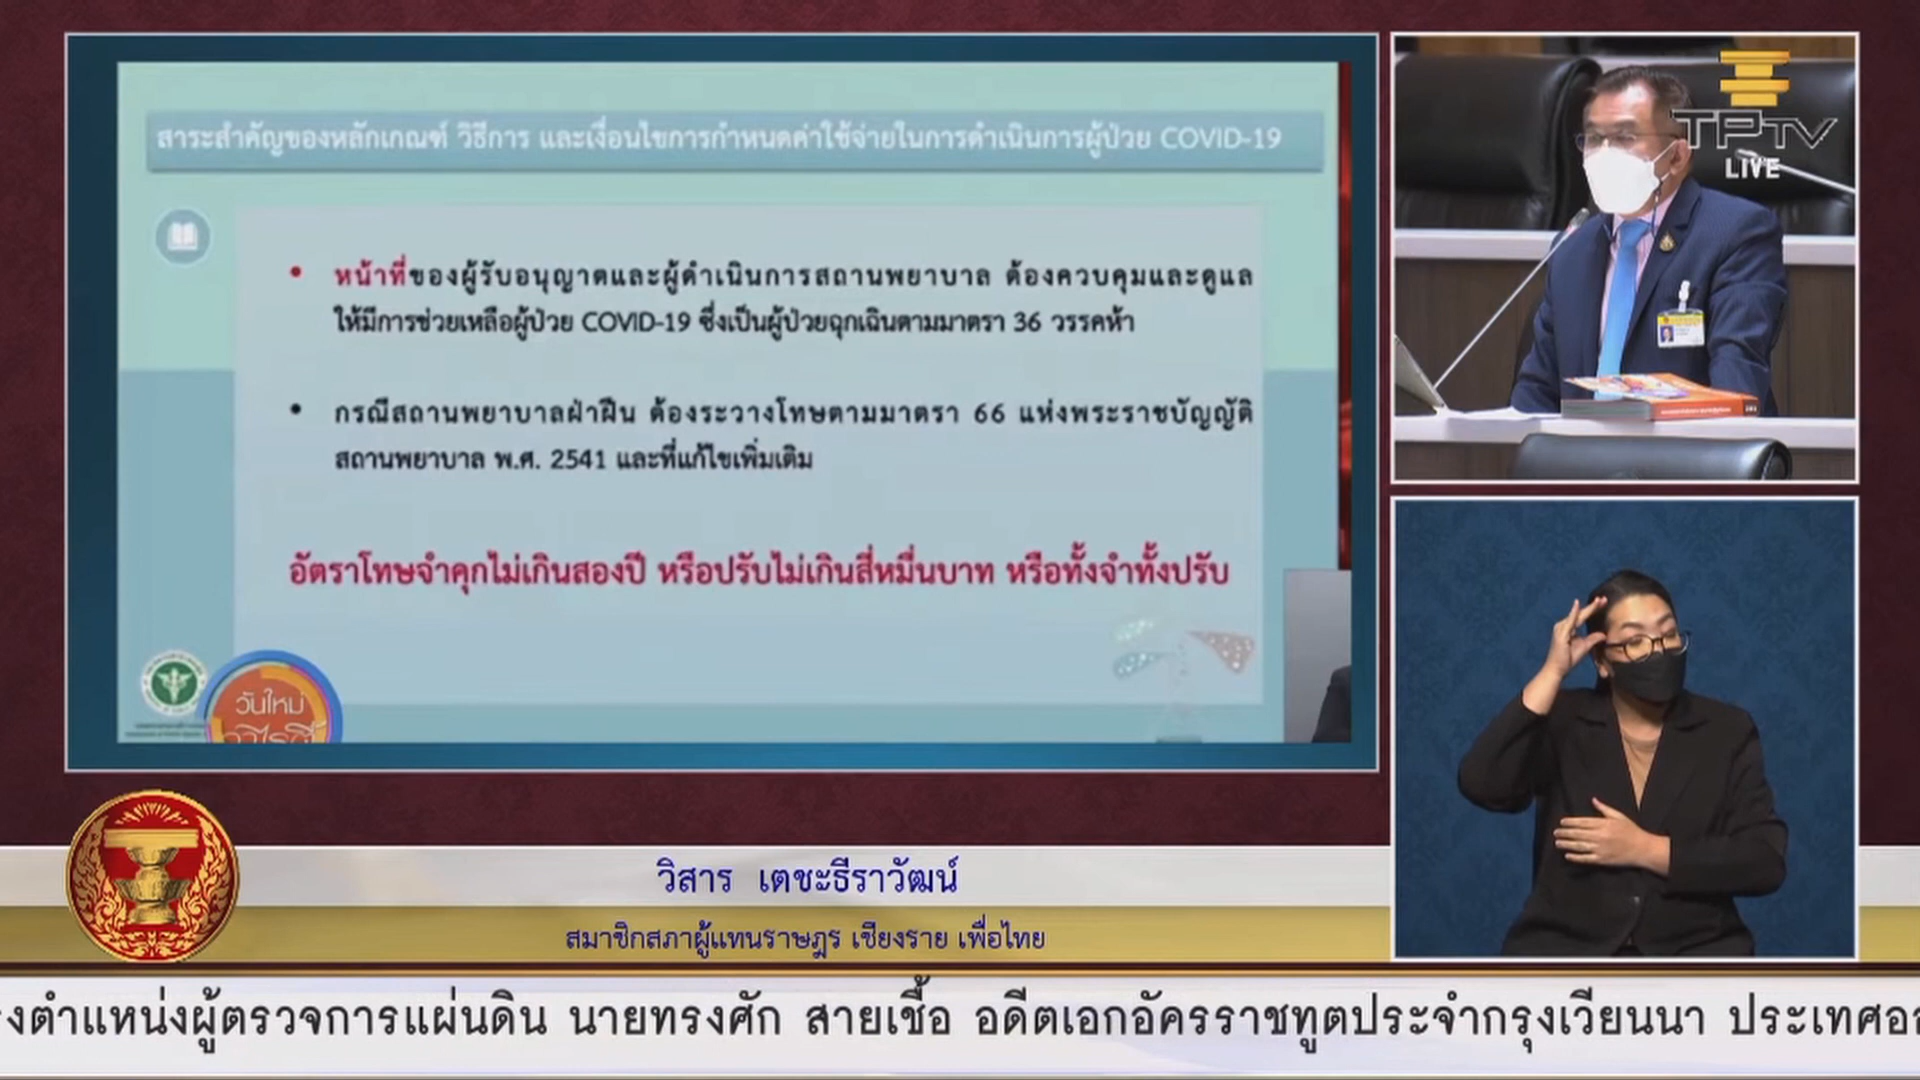 สาระสำคัญของหลักเกณฑ์ วิธีการ และเงื่อนไขการกำหนดค่าใช้จ่ายในการดำเนินการผู้ป่วย COVID-19
• หน้าที่ของผู้รับอนุญาตและผู้ดำเนินการสถานพยาบาล ต้องควบคุมและดูแล
ให้มีการช่วยเหลือผู้ป่วย COVID-19 ซึ่งเป็นผู้ป่วยฉุกเฉินตามมาตรา 36 วรรคห้า
• กรณีสถานพยาบาลฝ่าฝืน ต้องระวางโทษตามมาตรา 66 แห่งพระราชบัญญัติ
สถานพยาบาล พ.ศ. 2541 และที่แก้ไขเพิ่มเติม
อัตราโทษจำคุกไม่เกินสองปี หรือปรับไม่เกินสี่หมื่นบาท หรือทั้งจำทั้งปรับ
วันใหม่
TPTV
LIVE
วิสาร เตชะธีราวัฒน์
สมาชิกสภาผู้แทนราษฎร เชียงราย เพื่อไทย
งตำแหน่งผู้ตรวจการแผ่นดิน นายทรงศัก สายเชื้อ อดีตเอกอัครราชทูตประจำกรุงเวียนนา ประเทศออ